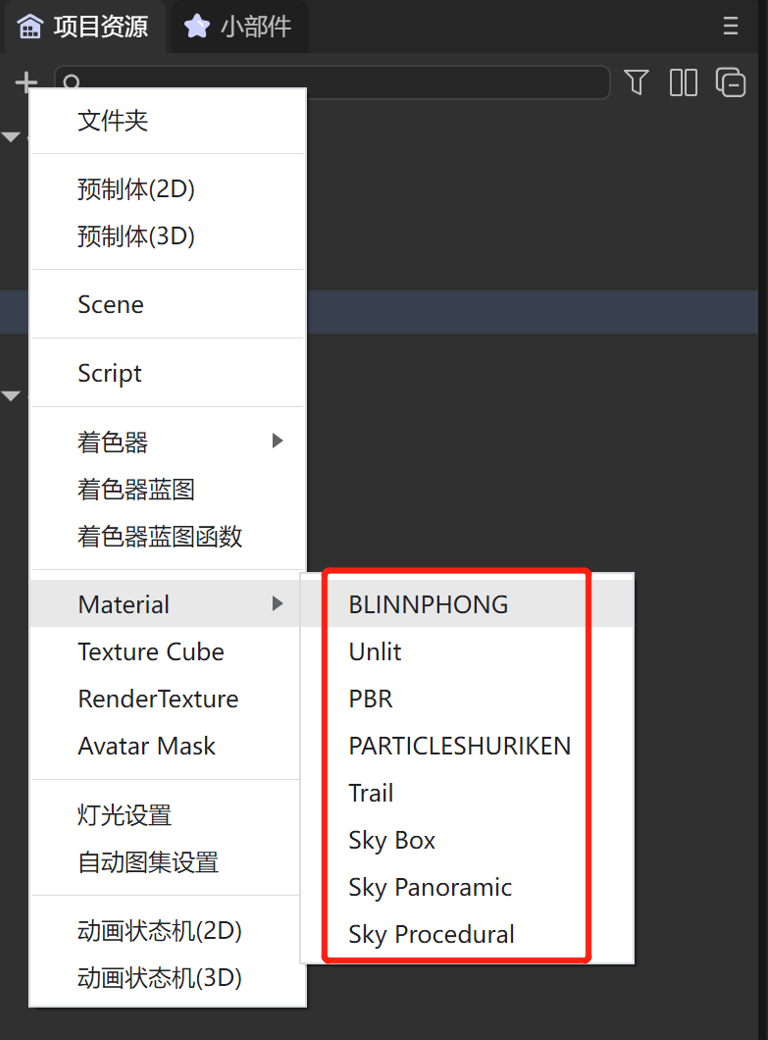 项目资源
小部件
文件夹
预制体(2D)
预制体(3D)
Scene
Script
着色器
着色器蓝图
着色器蓝图函数
Material
Texture Cube
RenderTexture
Avatar Mask
灯光设置
自动图集设置
动画状态机(2D)
动画状态机(3D)
BLINNPHONG
Unlit
PBR
PARTICLESHURIKEN
Trail
Sky Box
Sky Panoramic
Sky Procedural